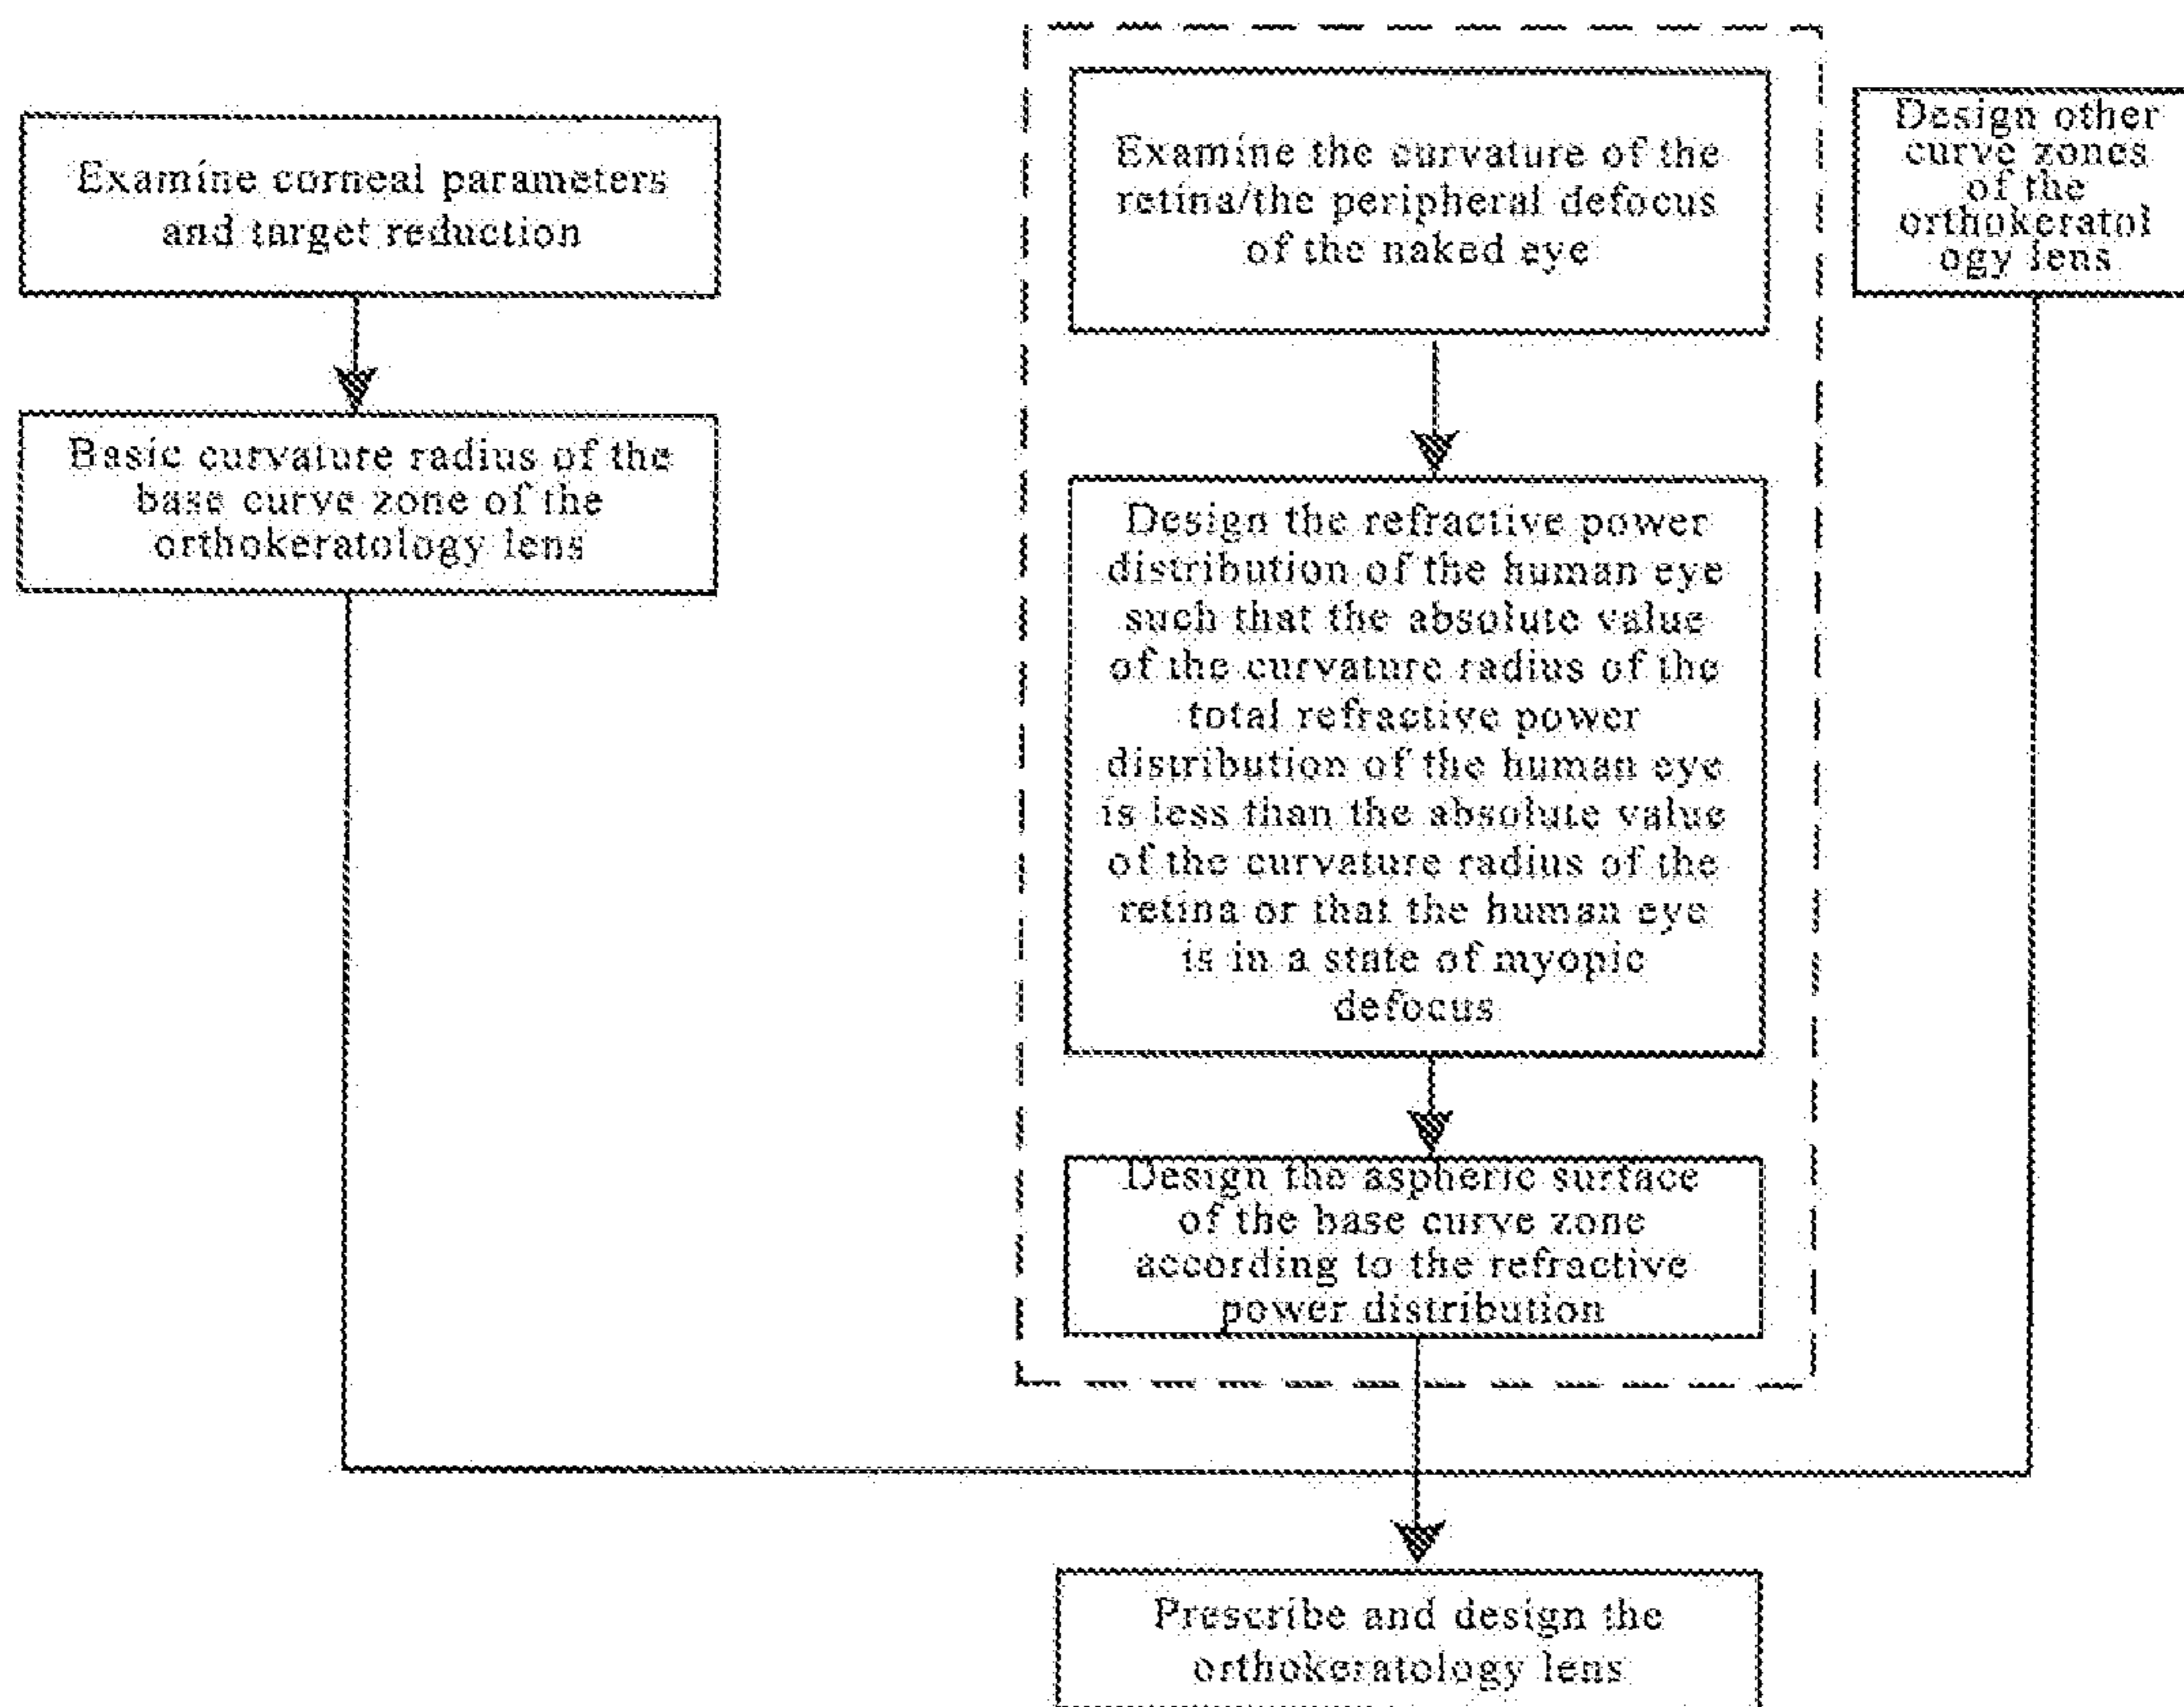 Examine corneal parameters
and target reduction
Basic curvature radius of the
base curve zone of the
orthokeratology lens
Examine the curvature of the
retina/the peripheral defocus
of the naked eye
Design the refractive power
distribution of the human eye
such that the absolute value
of the curvature radius of the
total refractive power
distribution of the human eye
is less than the absolute value
of the curvature radius of the
retina or that the human eye
is in a state of myopic
defocus
Design the aspheric surface
of the base curve zone
according to the refractive
power distribution
Design other
curve zones
of the
orthokeratol
ogy lens
Prescribe and design the
orthokeratology lens